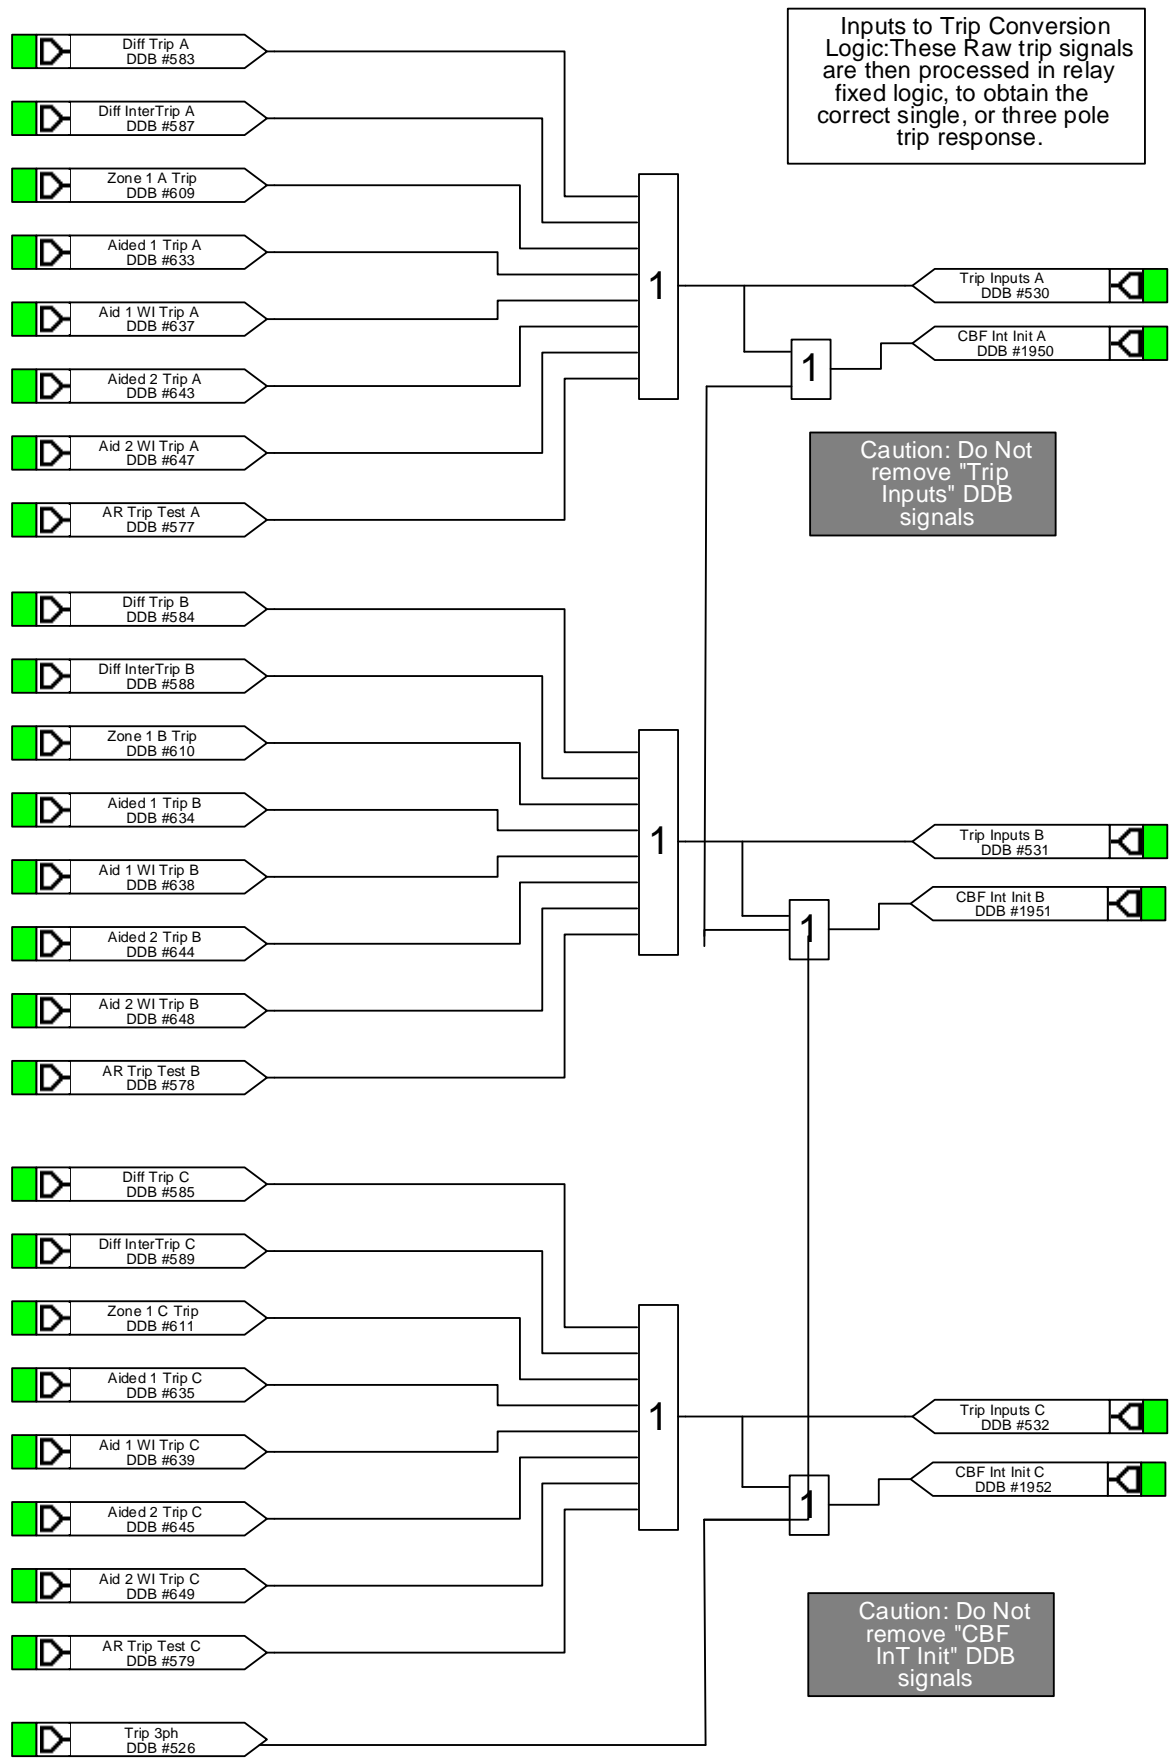 Inputs to Trip Conversion
Logic:These Raw trip signals
are then processed in relay
fixed logic, to obtain the
correct single, or three pole
trip response.
Diff Trip A
DDB #583
Diff InterTrip A
DDB #587
Zone 1 A Trip
DDB #609
Aided 1 Trip A
DDB #633
Aid 1 WI Trip A
DDB #637
Aided 2 Trip A
DDB #643
Aid 2 WI Trip A
DDB #647
AR Trip Test A
DDB #577
1
Trip Inputs A
DDB #530
1
CBF Int Init A
DDB #1950
Caution: Do Not
remove "Trip
Inputs" DDB
signals
Diff Trip B
DDB #584
Diff InterTrip B
DDB #588
Zone 1 B Trip
DDB #610
Aided 1 Trip B
DDB #634
Aid 1 WI Trip B
DDB #638
Aided 2 Trip B
DDB #644
Aid 2 WI Trip B
DDB #648
AR Trip Test B
DDB #578
1
Trip Inputs B
DDB #531
1
CBF Int Init B
DDB #1951
Diff Trip C
DDB #585
Diff InterTrip C
DDB #589
Zone 1 C Trip
DDB #611
Aided 1 Trip C
DDB #635
Aid 1 WI Trip C
DDB #639
Aided 2 Trip C
DDB #645
Aid 2 WI Trip C
DDB #649
AR Trip Test C
DDB #579
1
Trip Inputs C
DDB #532
1
CBF Int Init C
DDB #1952
Caution: Do Not
remove "CBF
InT Init" DDB
signals
Trip 3ph
DDB #526